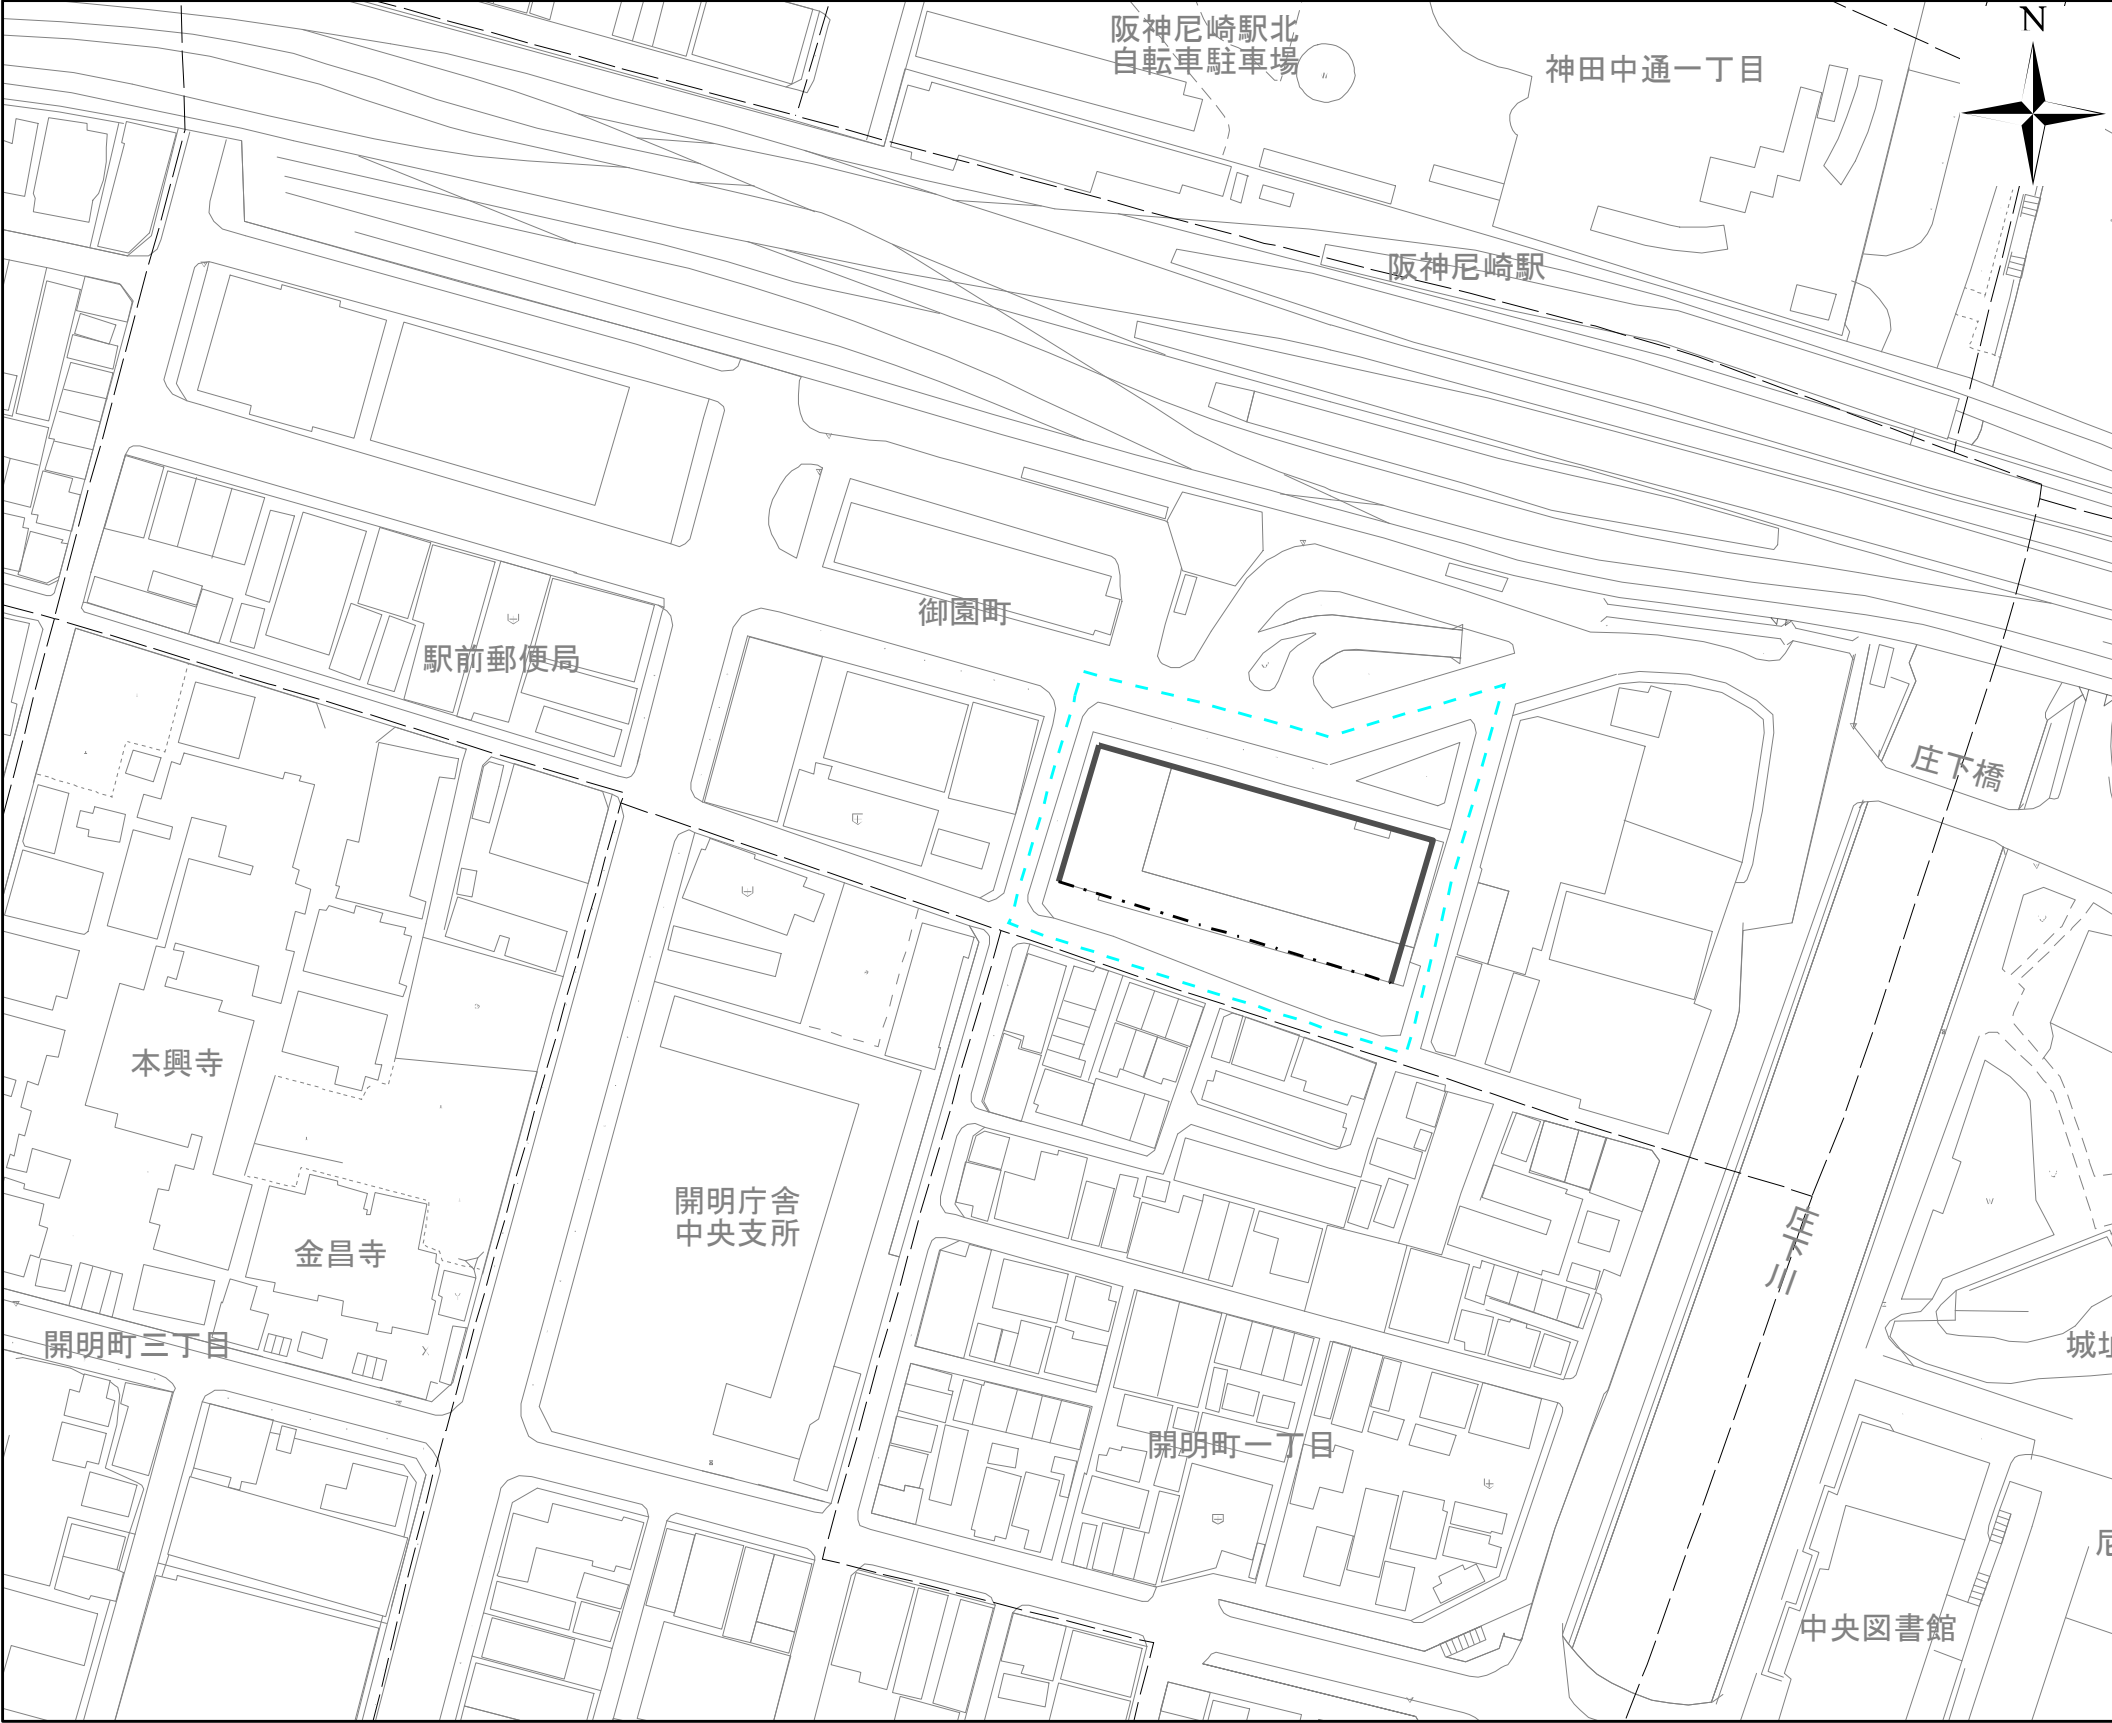 阪神尼崎駅北
自転車駐車場
神田中通一丁目
N
阪神尼崎駅
御園町
駅前郵便局
庄下橋
本興寺
開明庁舎
中央支所
金昌寺
庄下川
開明町三丁目
城址
開明町一丁目
中央図書館